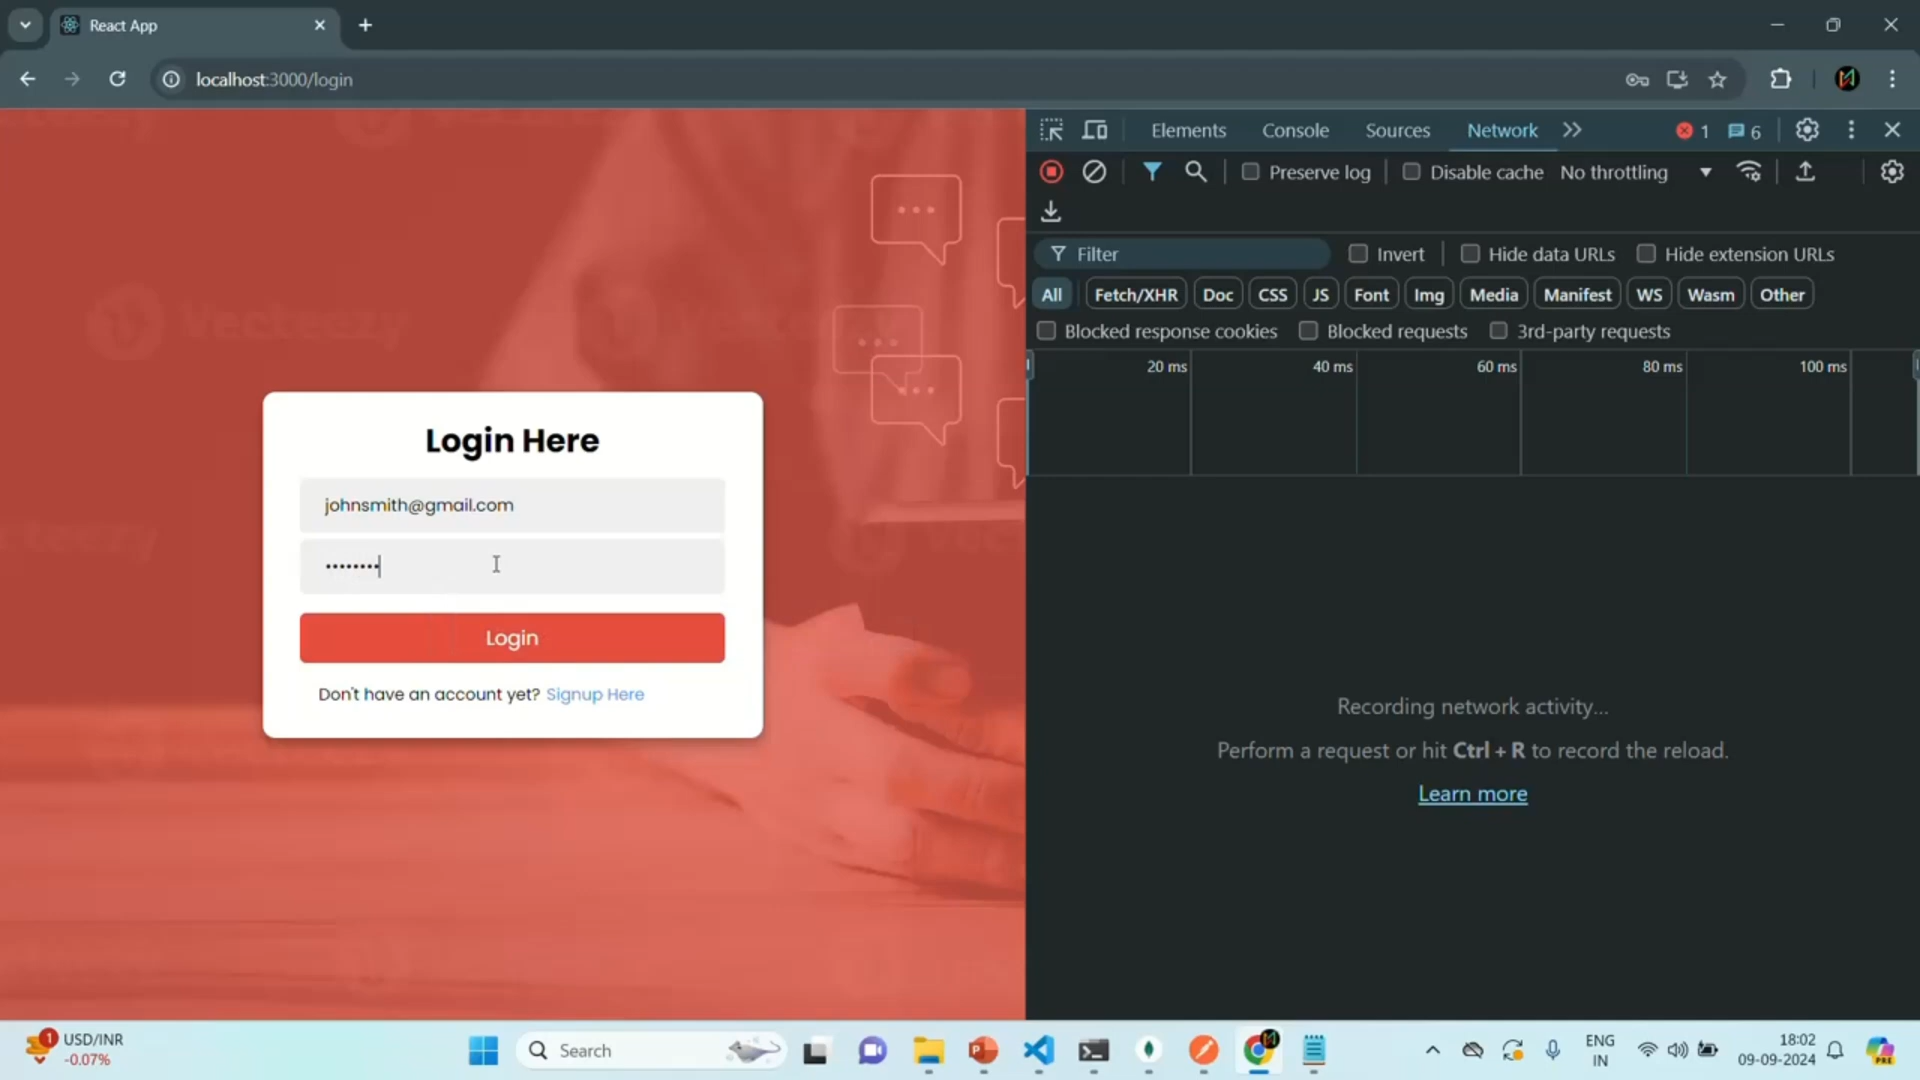 React App
localhost:3000/login
Elements Console Sources Network 1 6
Preserve log Disable cache No throttling
Filter Invert Hide data URLs Hide extension URLs
All Fetch/XHR Doc CSS JS Font Img Media Manifest WS Wasm Other
Blocked response cookies Blocked requests 3rd-party requests
20 ms 40 ms 60 ms 80 ms 100 ms
Vecteezy
Login Here
johnsmith@gmail.com
••••••••
Login
Don't have an account yet? Signup Here
Recording network activity...
Perform a request or hit Ctrl + R to record the reload.
Learn more
1 USD/INR
-0.07%
Search
ENG
IN
18:02
09-09-2024
PRE